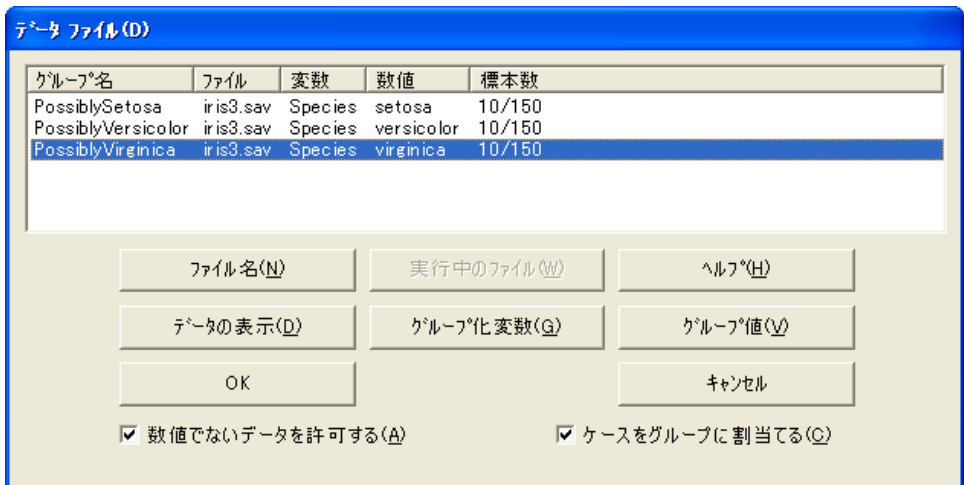 データ ファイル(D)
グループ名 ファイル 変数 数値 標本数
PossiblySetosa iris3.sav Species setosa 10/150
PossiblyVersicolor iris3.sav Species versicolor 10/150
PossiblyVirginica iris3.sav Species virginica 10/150
ファイル名(N) 実行中のファイル(W) ヘルプ(H)
データの表示(D) グループ化変数(G) グループ値(V)
OK キャンセル
数値でないデータを許可する(A) ケースをグループに割当てる(C)